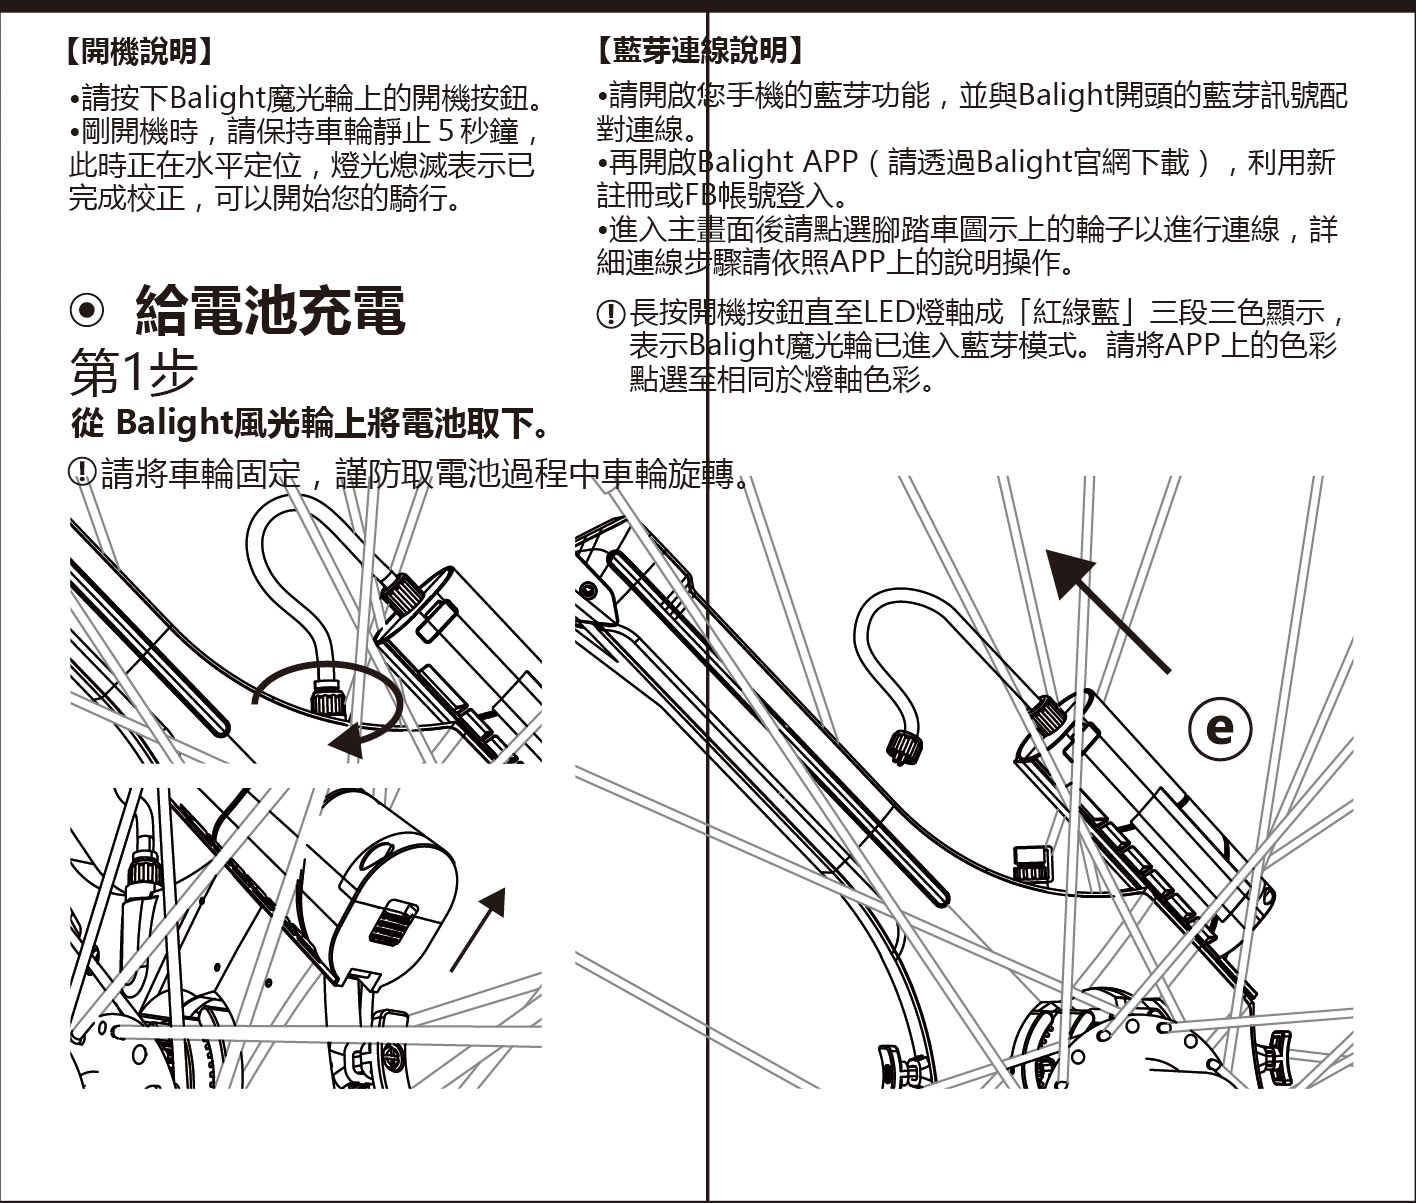 【開機說明】
•請按下Balight魔光輪上的開機按鈕。
•剛開機時，請保持車輪靜止５秒鐘，
此時正在水平定位，燈光熄滅表示已
完成校正，可以開始您的騎行。
給電池充電
第1步
從 Balight風光輪上將電池取下。
!請將車輪固定，謹防取電池過程中車輪旋轉。
【藍芽連線說明】
•請開啟您手機的藍芽功能，並與Balight開頭的藍芽訊號配
對連線。
•再開啟Balight APP（請透過Balight官網下載），利用新
註冊或FB帳號登入。
•進入主畫面後請點選腳踏車圖示上的輪子以進行連線，詳
細連線步驟請依照APP上的說明操作。
!長按開機按鈕直至LED燈軸成「紅綠藍」三段三色顯示，
表示Balight魔光輪已進入藍芽模式。請將APP上的色彩
點選至相同於燈軸色彩。
e